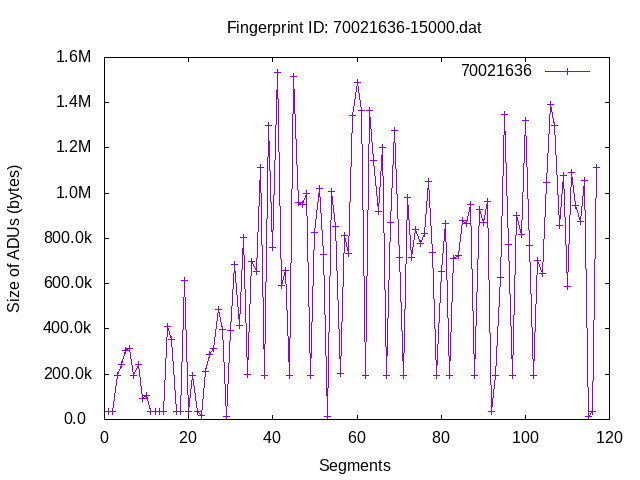 Fingerprint ID: 70021636-15000.dat
70021636
Size of ADUs (bytes)
1.6M
1.4M
1.2M
1.0M
800.0k
600.0k
400.0k
200.0k
0.0
0 20 40 60 80 100 120
Segments